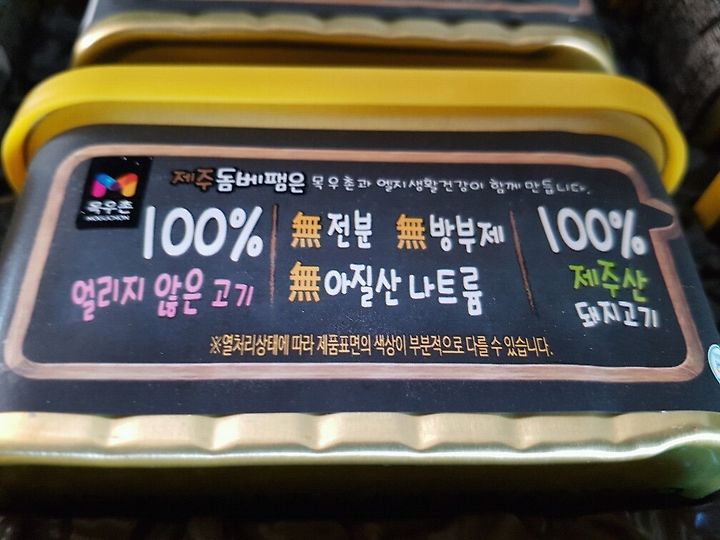 목우촌
MOGUCHON
제주돔베팸은 목우촌과 엘지생활건강이 함께 만듭니다.
100%
얼리지 않은 고기
無전분 無방부제
無아질산 나트륨
100%
제주산
돼지고기
※열처리상태에 따라 제품표면의 색상이 부분적으로 다를 수 있습니다.